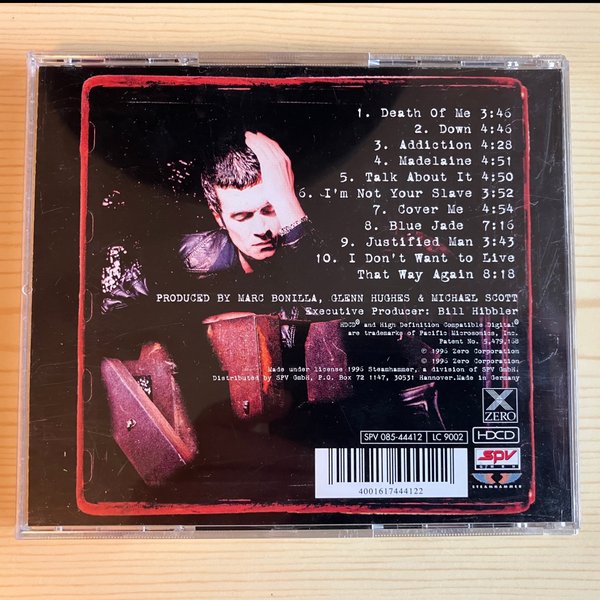 1. Death Of Me 3:46
2. Down 4:46
3. Addiction 4:28
4. Madelaine 4:51
5. Talk About It 4:50
6. I'm Not Your Slave 3:52
7. Cover Me 4:54
8. Blue Jade 7:16
9. Justified Man 3:43
10. I Don't Want to Live
That Way Again 8:18
PRODUCED BY MARC BONILLA, GLENN HUGHES & MICHAEL SCOTT
Executive Producer: Bill Hibbler
HDCD® and High Definition Compatible Digital®
are trademarks of Pacific Microsonics, Inc.
Patent No. 5,479,168
℗ 1996 Zero Corporation
© 1996 Zero Corporation
Made under license 1996 Steamhammer, a division of SPV GmbH.
Distributed by SPV GmbH, P.O. Box 72 1147, 30531 Hannover.Made in Germany
X
ZERO
SPV 085-44412 LC 9002 HDCD
SPV
STEAMHAMMER
4001617444122